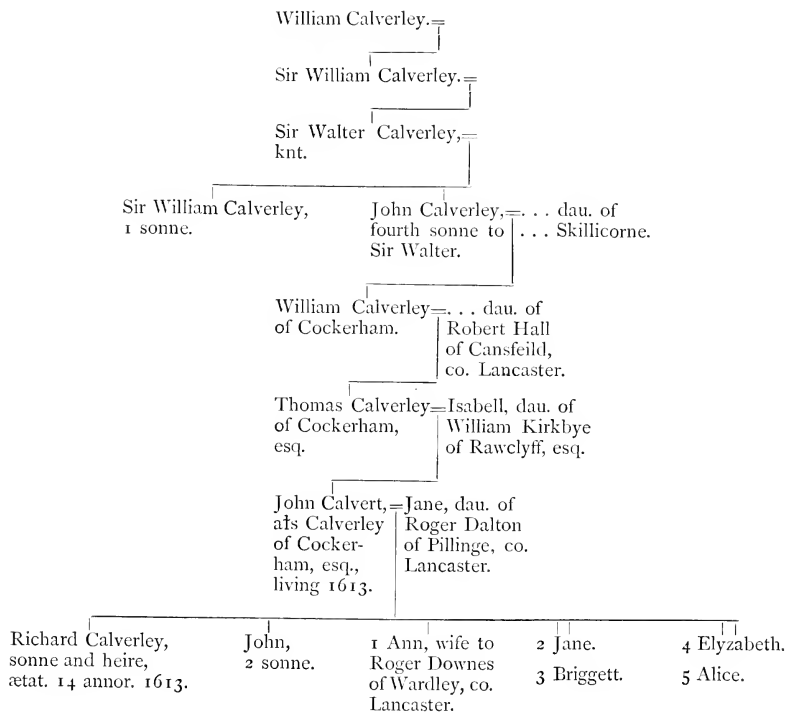 William Calverley.=
Sir William Calverley.=
Sir Walter Calverley,=
knt.
Sir William Calverley,
1 sonne.
John Calverley,=. . . dau. of
fourth sonne to . . . Skillicorne.
Sir Walter.
William Calverley=. . . dau. of
of Cockerham. Robert Hall
of Cansfeild,
co. Lancaster.
Thomas Calverley=Isabell, dau. of
of Cockerham, William Kirkbye
esq. of Rawclyff, esq.
John Calvert,=Jane, dau. of
ałs Calverley Roger Dalton
of Cocker- of Pillinge, co.
ham, esq., Lancaster.
living 1613.
Richard Calverley,
sonne and heire,
ætat. 14 annor. 1613.
John,
2 sonne.
1 Ann, wife to
Roger Downes
of Wardley, co.
Lancaster.
2 Jane.
3 Briggett.
4 Elyzabeth.
5 Alice.